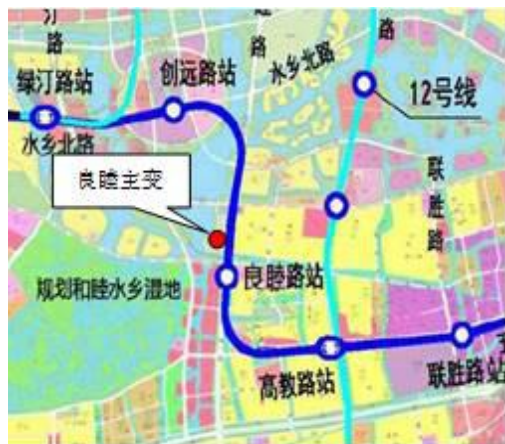 汀
路
路
路
水乡北路
创远路站
绿汀路站
12号线
水乡北路
联
胜
路
良睦主变
良睦路站
规划和睦水乡湿地
高教路站
联胜路站